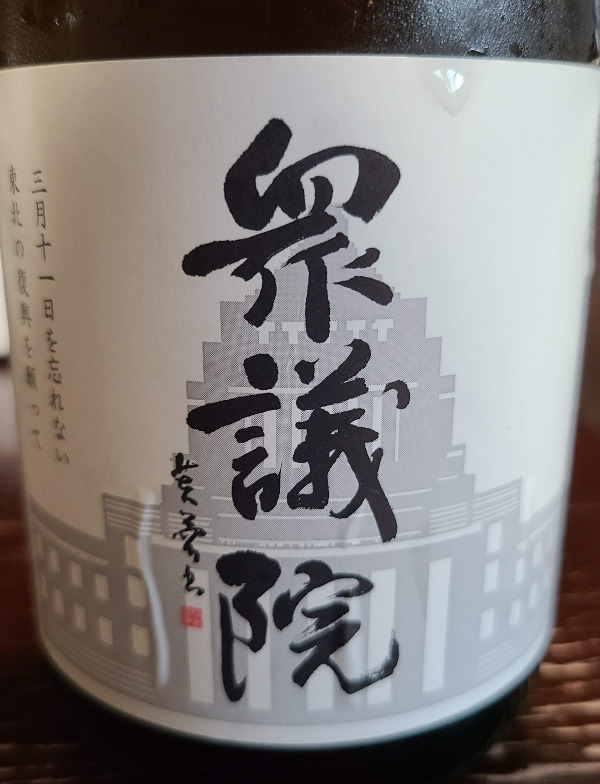 三月十一日を忘れない
東北の復興を願って
衆議院